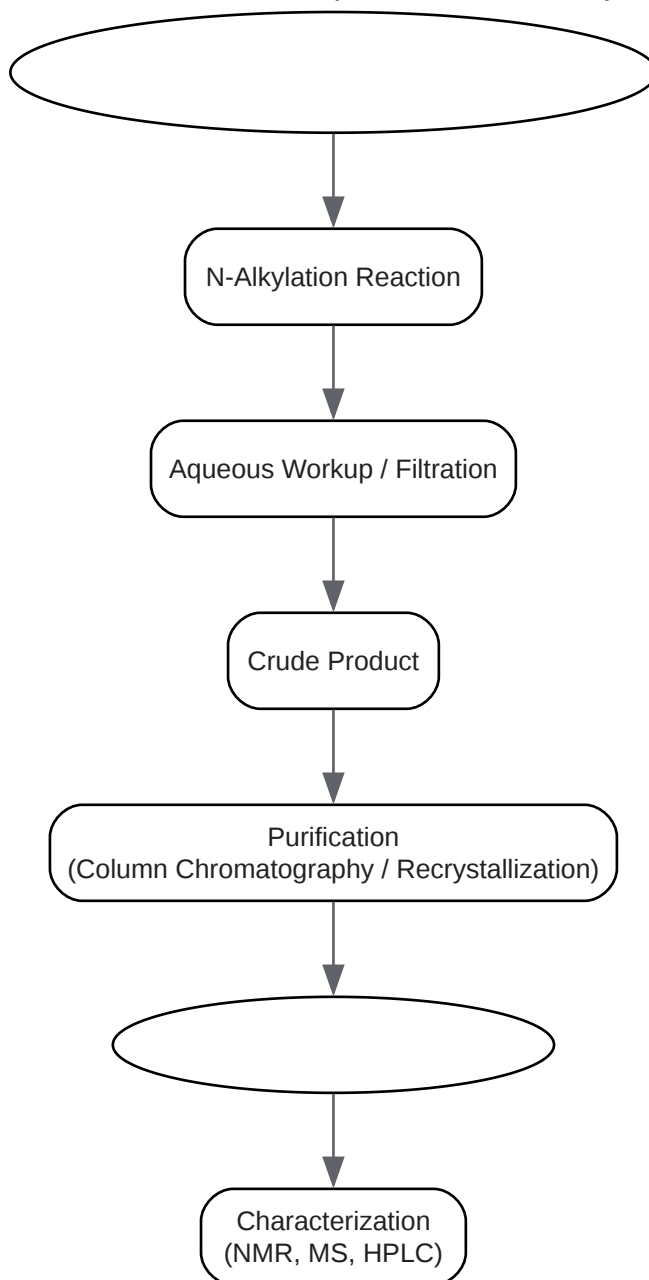 N-Alkylation Reaction
Aqueous Workup / Filtration
Crude Product
Purification
(Column Chromatography / Recrystallization)
Characterization
(NMR, MS, HPLC)